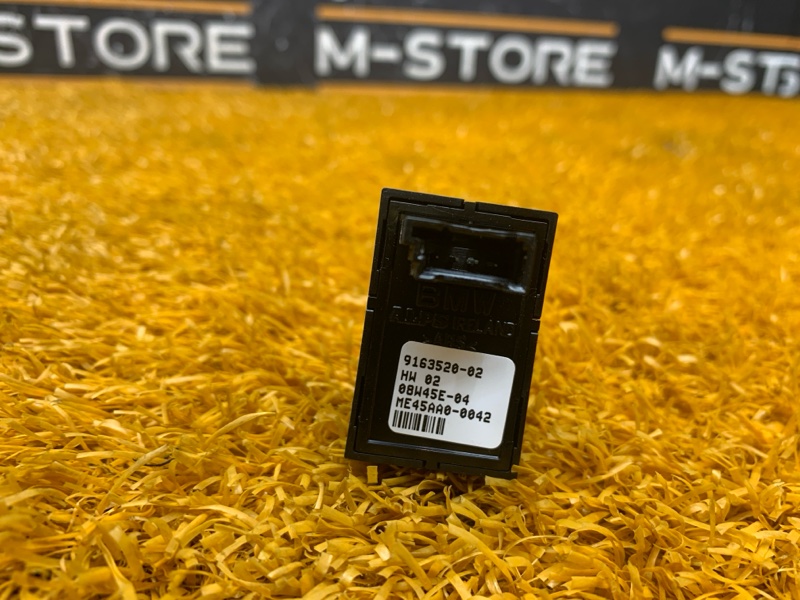 STORE
M-STORE
M-ST
BMW
9163520-02
HW 02
08W45E-04
ME45AA0-0042